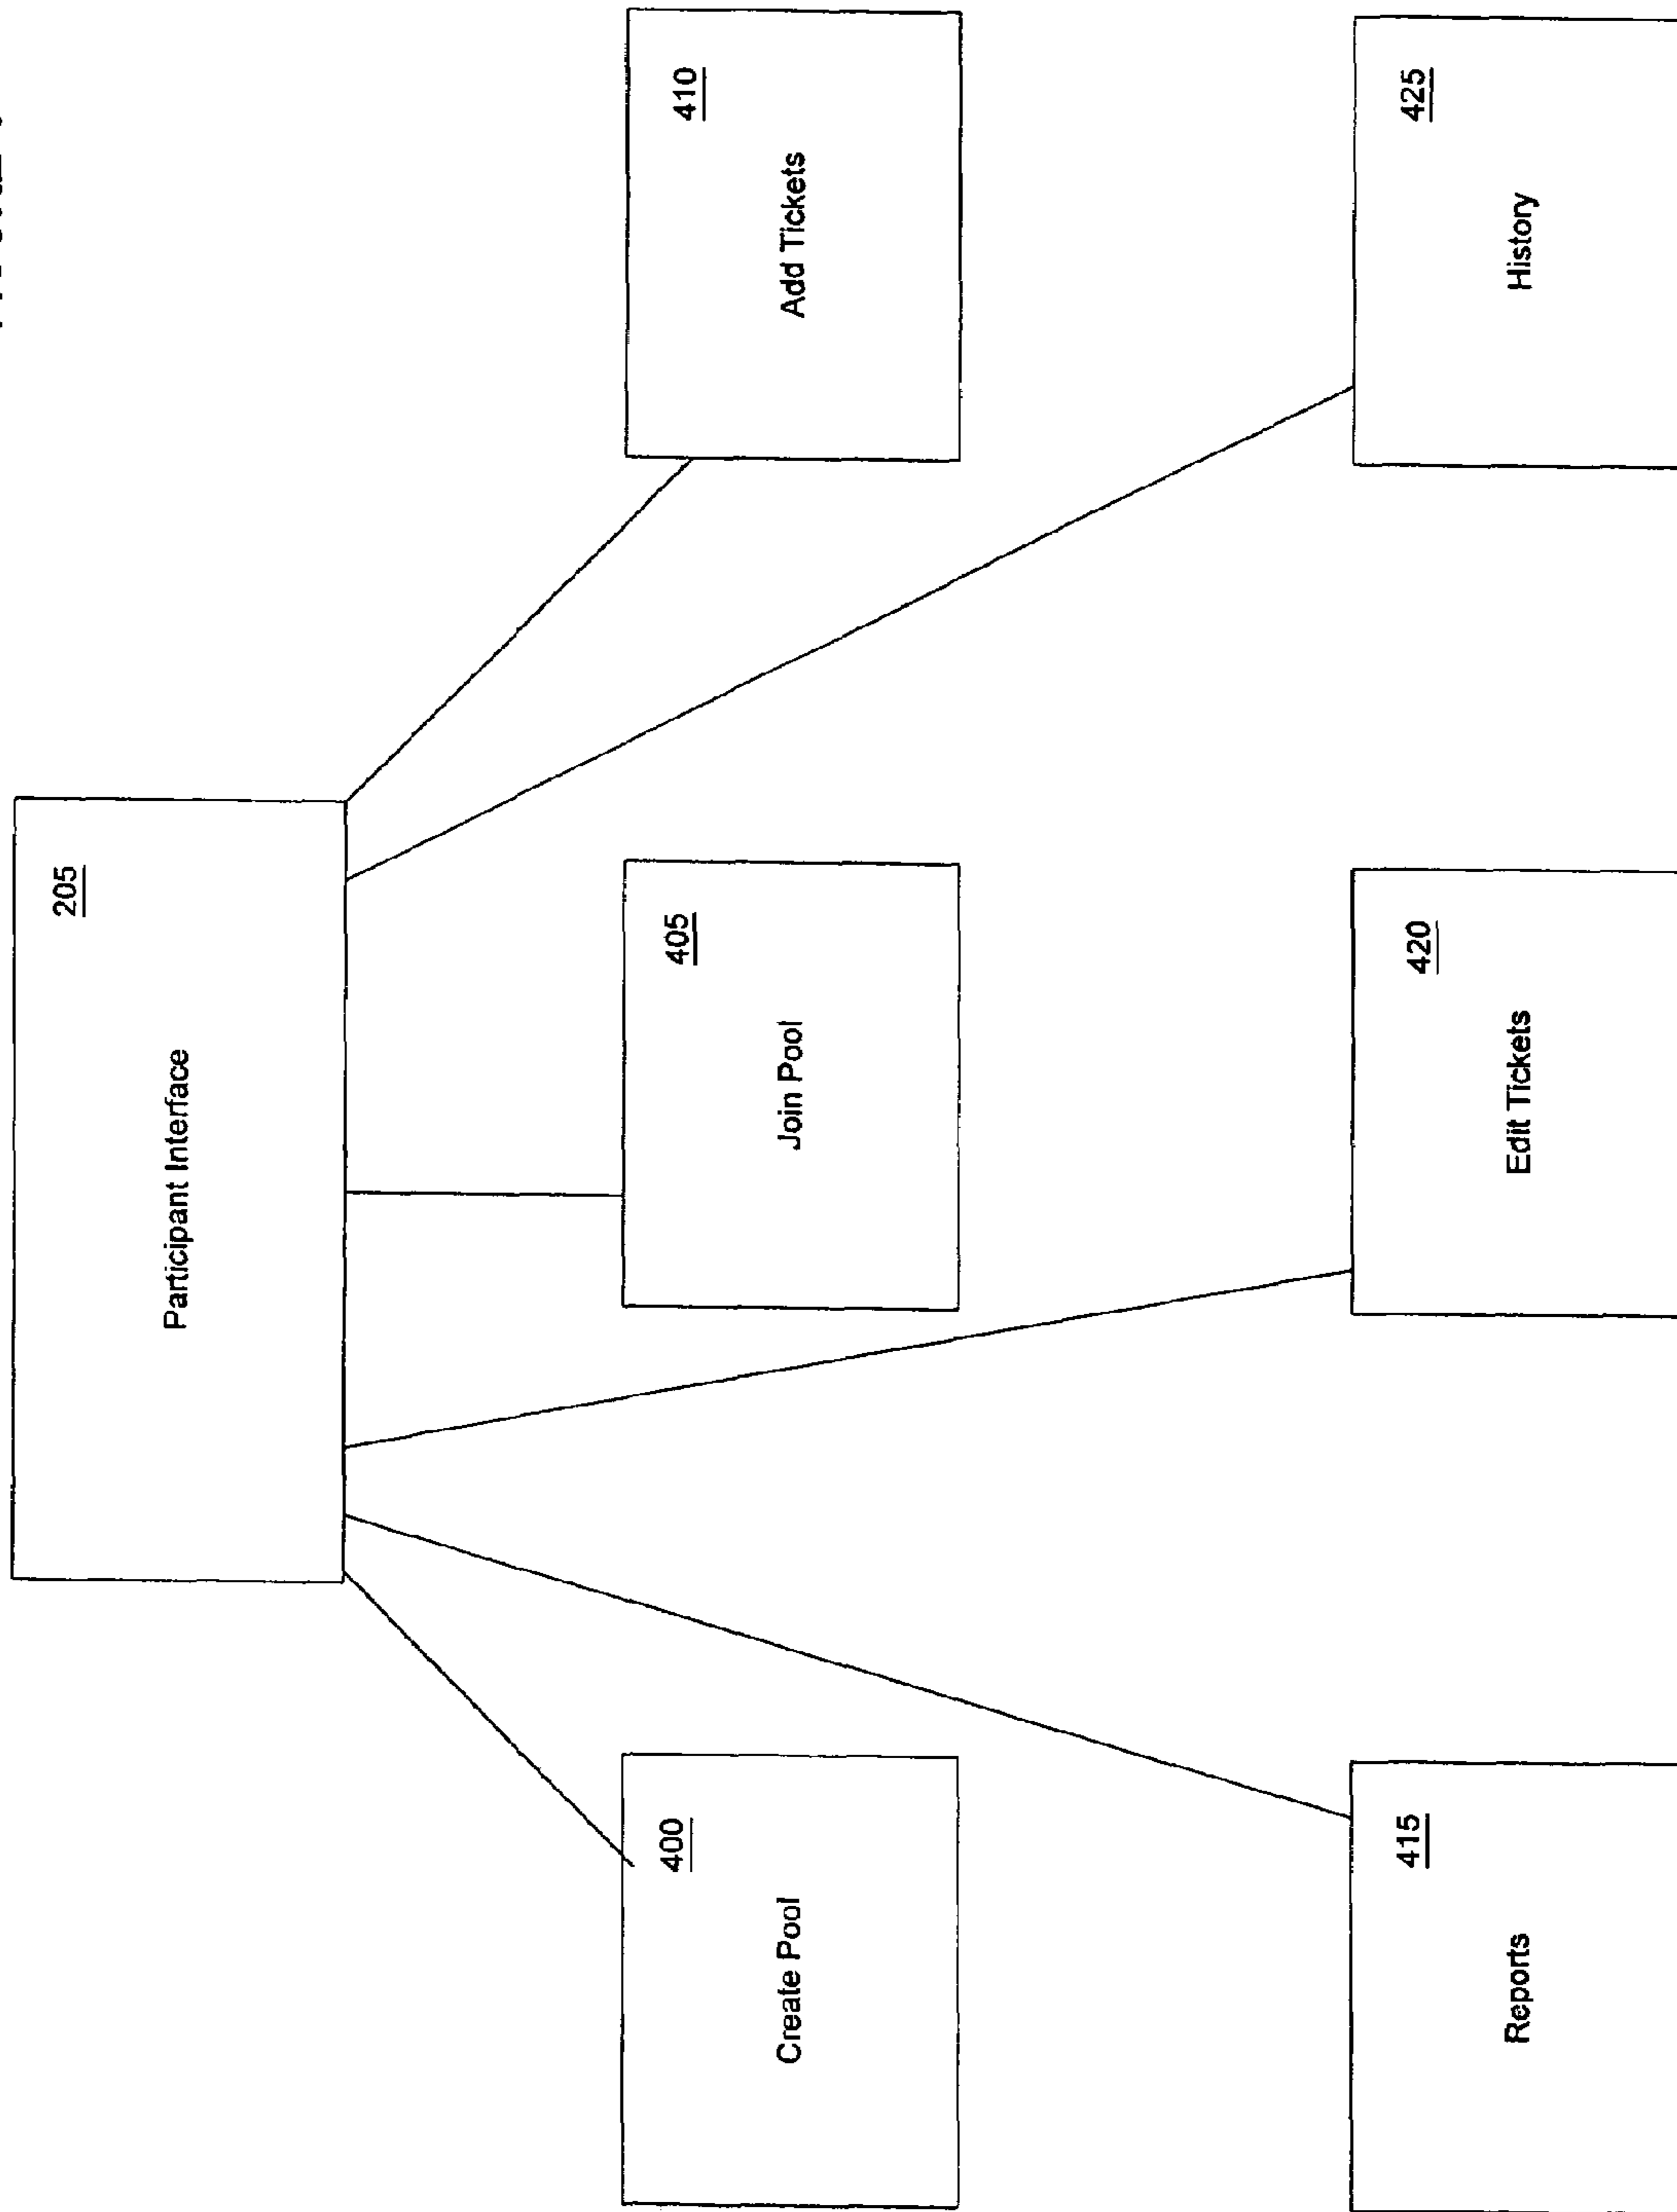 205
Participant Interface
400
Create Pool
405
Join Pool
410
Add Tickets
415
Reports
420
Edit Tickets
425
History